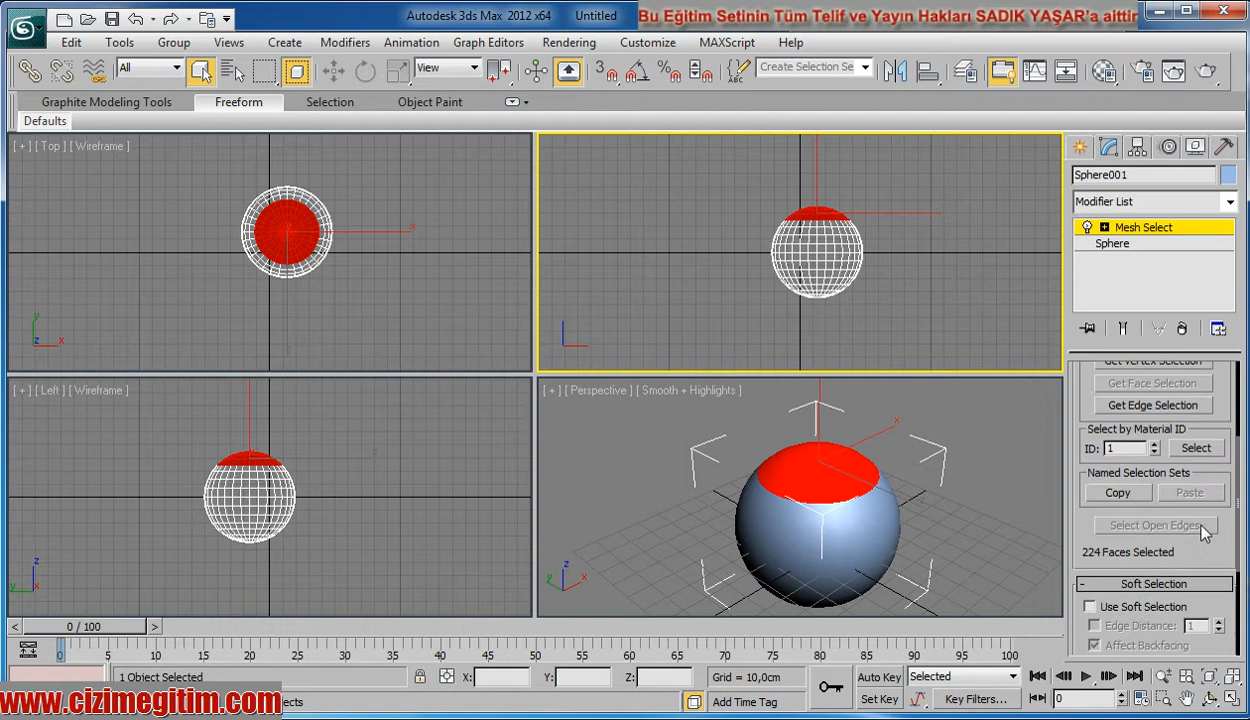 Autodesk 3ds Max 2012 x64 Untitled
Bu Eğitim Setinin Tüm Telif ve Yayın Hakları SADIK YAŞAR'a aittir
Edit Tools Group Views Create Modifiers Animation Graph Editors Rendering Customize MAXScript Help
All View Create Selection Se
Graphite Modeling Tools Freeform Selection Object Paint
Defaults
[ + ] [ Top ] [ Wireframe ]
Sphere001
Modifier List
Mesh Select
Sphere
Get Vertex Selection
Get Face Selection
Get Edge Selection
Select by Material ID
ID: 1 Select
Named Selection Sets
Copy Paste
Select Open Edges
224 Faces Selected
- Soft Selection
Use Soft Selection
Edge Distance: 1
Affect Backfacing
[ + ] [ Left ] [ Wireframe ]
[ + ] [ Perspective ] [ Smooth + Highlights ]
< 0 / 100 >
0 5 10 15 20 25 30 35 40 45 50 55 60 65 70 75 80 85 90 95 100
1 Object Selected X: Y: Z: Grid = 10,0cm Auto Key Selected
Add Time Tag Set Key Key Filters... 0
www.cizimegitim.com